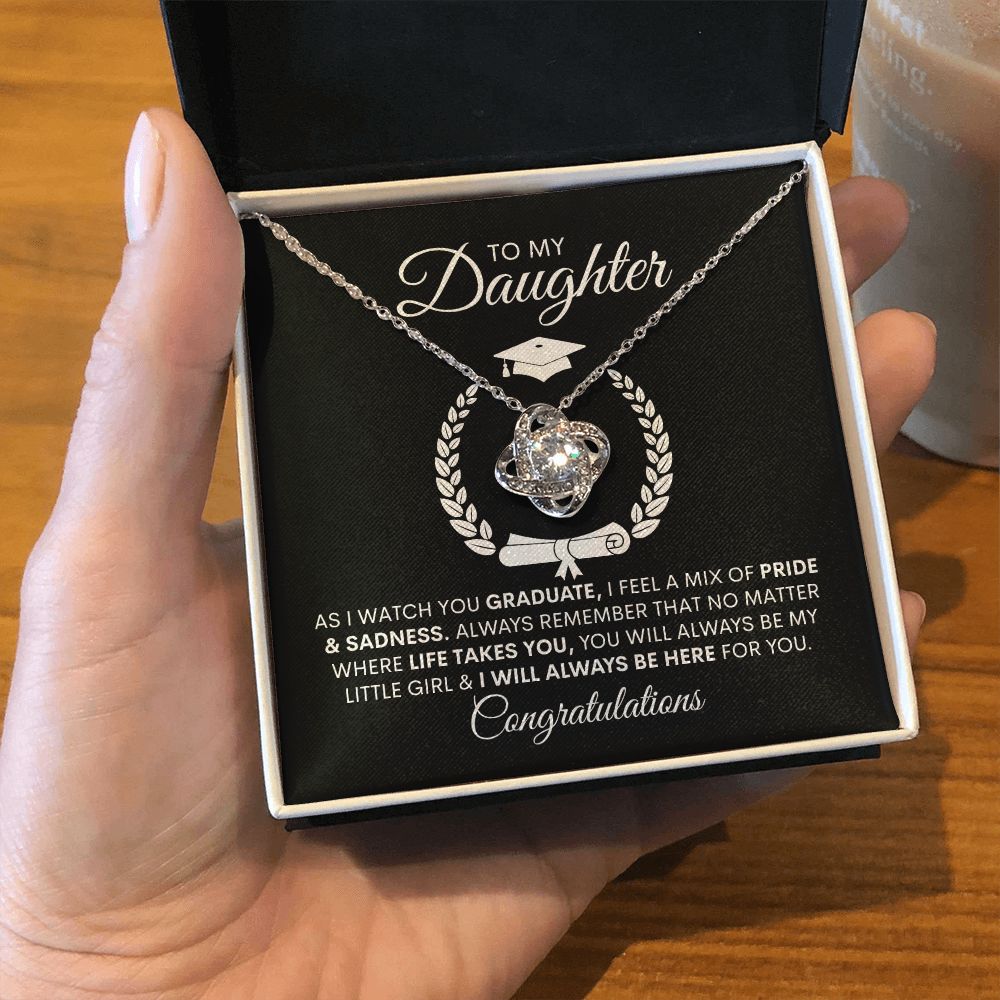 TO MY
Daughter
AS I WATCH YOU GRADUATE, I FEEL A MIX OF PRIDE
& SADNESS. ALWAYS REMEMBER THAT NO MATTER
WHERE LIFE TAKES YOU, YOU WILL ALWAYS BE MY
LITTLE GIRL & I WILL ALWAYS BE HERE FOR YOU.
Congratulations